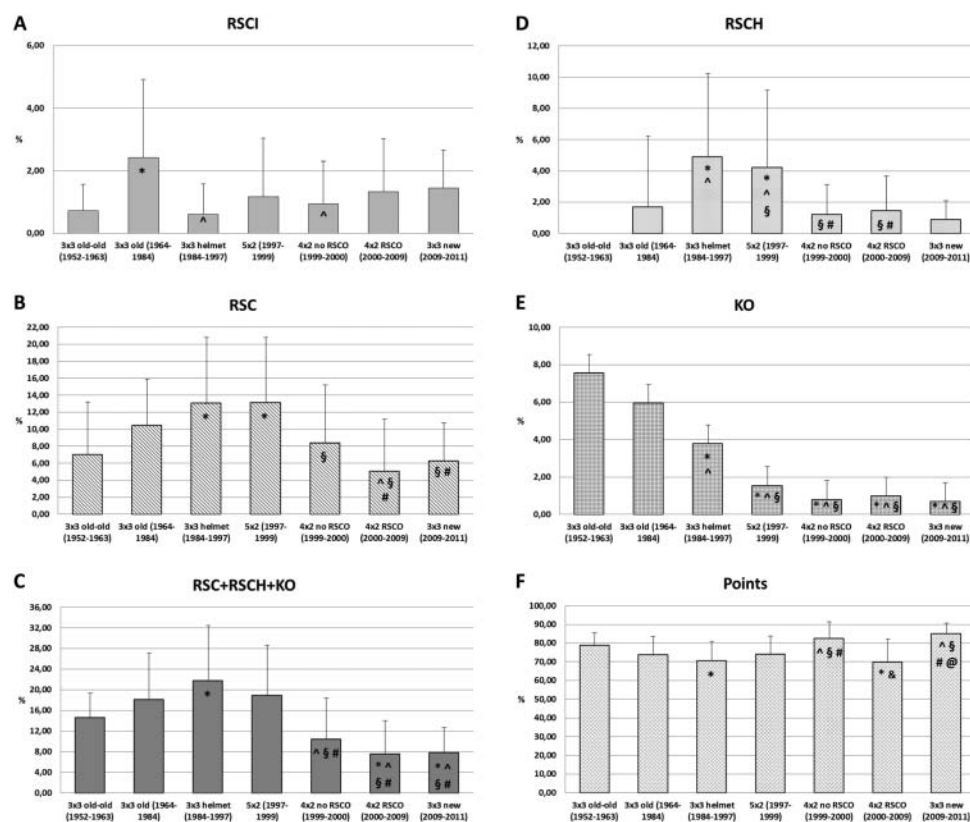 A
RSCI
6,00
4,00
%
2,00
0,00
*
^
^
3x3 old-old 3x3 old (1964- 3x3 helmet 5x2 (1997- 4x2 no RSCO 4x2 RSCO 3x3 new
(1952-1963) 1984) (1984-1997) 1999) (1999-2000) (2000-2009) (2009-2011)
B
RSC
22,00
20,00
18,00
16,00
14,00
12,00
%
10,00
8,00
6,00
4,00
2,00
0,00
*
*
§
^ §
#
§ #
3x3 old-old 3x3 old (1964- 3x3 helmet 5x2 (1997- 4x2 no RSCO 4x2 RSCO 3x3 new
(1952-1963) 1984) (1984-1997) 1999) (1999-2000) (2000-2009) (2009-2011)
C
RSC+RSCH+KO
36,00
32,00
28,00
24,00
20,00
%
16,00
12,00
8,00
4,00
0,00
*
^ § #
* ^
§ #
* ^
§ #
3x3 old-old 3x3 old (1964- 3x3 helmet 5x2 (1997- 4x2 no RSCO 4x2 RSCO 3x3 new
(1952-1963) 1984) (1984-1997) 1999) (1999-2000) (2000-2009) (2009-2011)
D
RSCH
12,00
10,00
8,00
%
6,00
4,00
2,00
0,00
*
^
*
^
§
§ #
§ #
3x3 old-old 3x3 old (1964- 3x3 helmet 5x2 (1997- 4x2 no RSCO 4x2 RSCO 3x3 new
(1952-1963) 1984) (1984-1997) 1999) (1999-2000) (2000-2009) (2009-2011)
E
KO
10,00
8,00
6,00
%
4,00
2,00
0,00
*
^
* ^ §
* ^ §
* ^ §
* ^ §
3x3 old-old 3x3 old (1964- 3x3 helmet 5x2 (1997- 4x2 no RSCO 4x2 RSCO 3x3 new
(1952-1963) 1984) (1984-1997) 1999) (1999-2000) (2000-2009) (2009-2011)
F
Points
100,00
90,00
80,00
70,00
60,00
%
50,00
40,00
30,00
20,00
10,00
0,00
*
^ § #
* &
^ §
# @
3x3 old-old 3x3 old (1964- 3x3 helmet 5x2 (1997- 4x2 no RSCO 4x2 RSCO 3x3 new
(1952-1963) 1984) (1984-1997) 1999) (1999-2000) (2000-2009) (2009-2011)